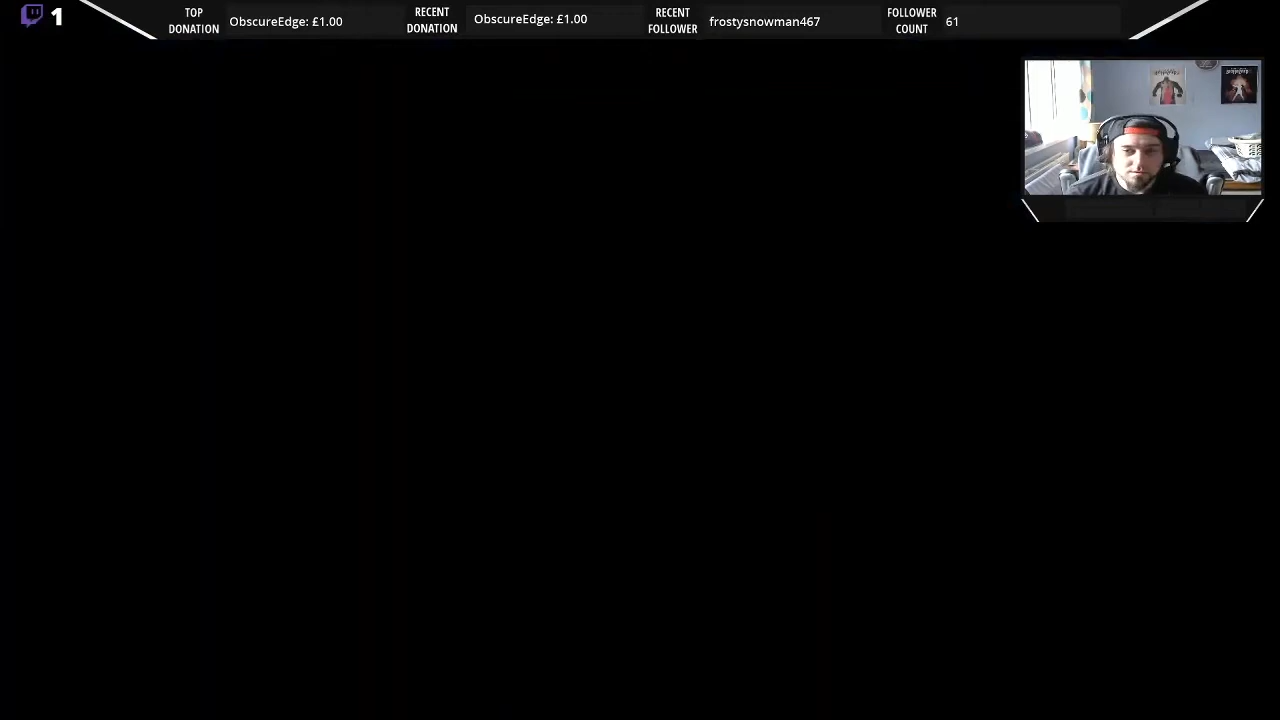 1
TOP
DONATION
ObscureEdge: £1.00
RECENT
DONATION
ObscureEdge: £1.00
RECENT
FOLLOWER
frostysnowman467
FOLLOWER
COUNT
61